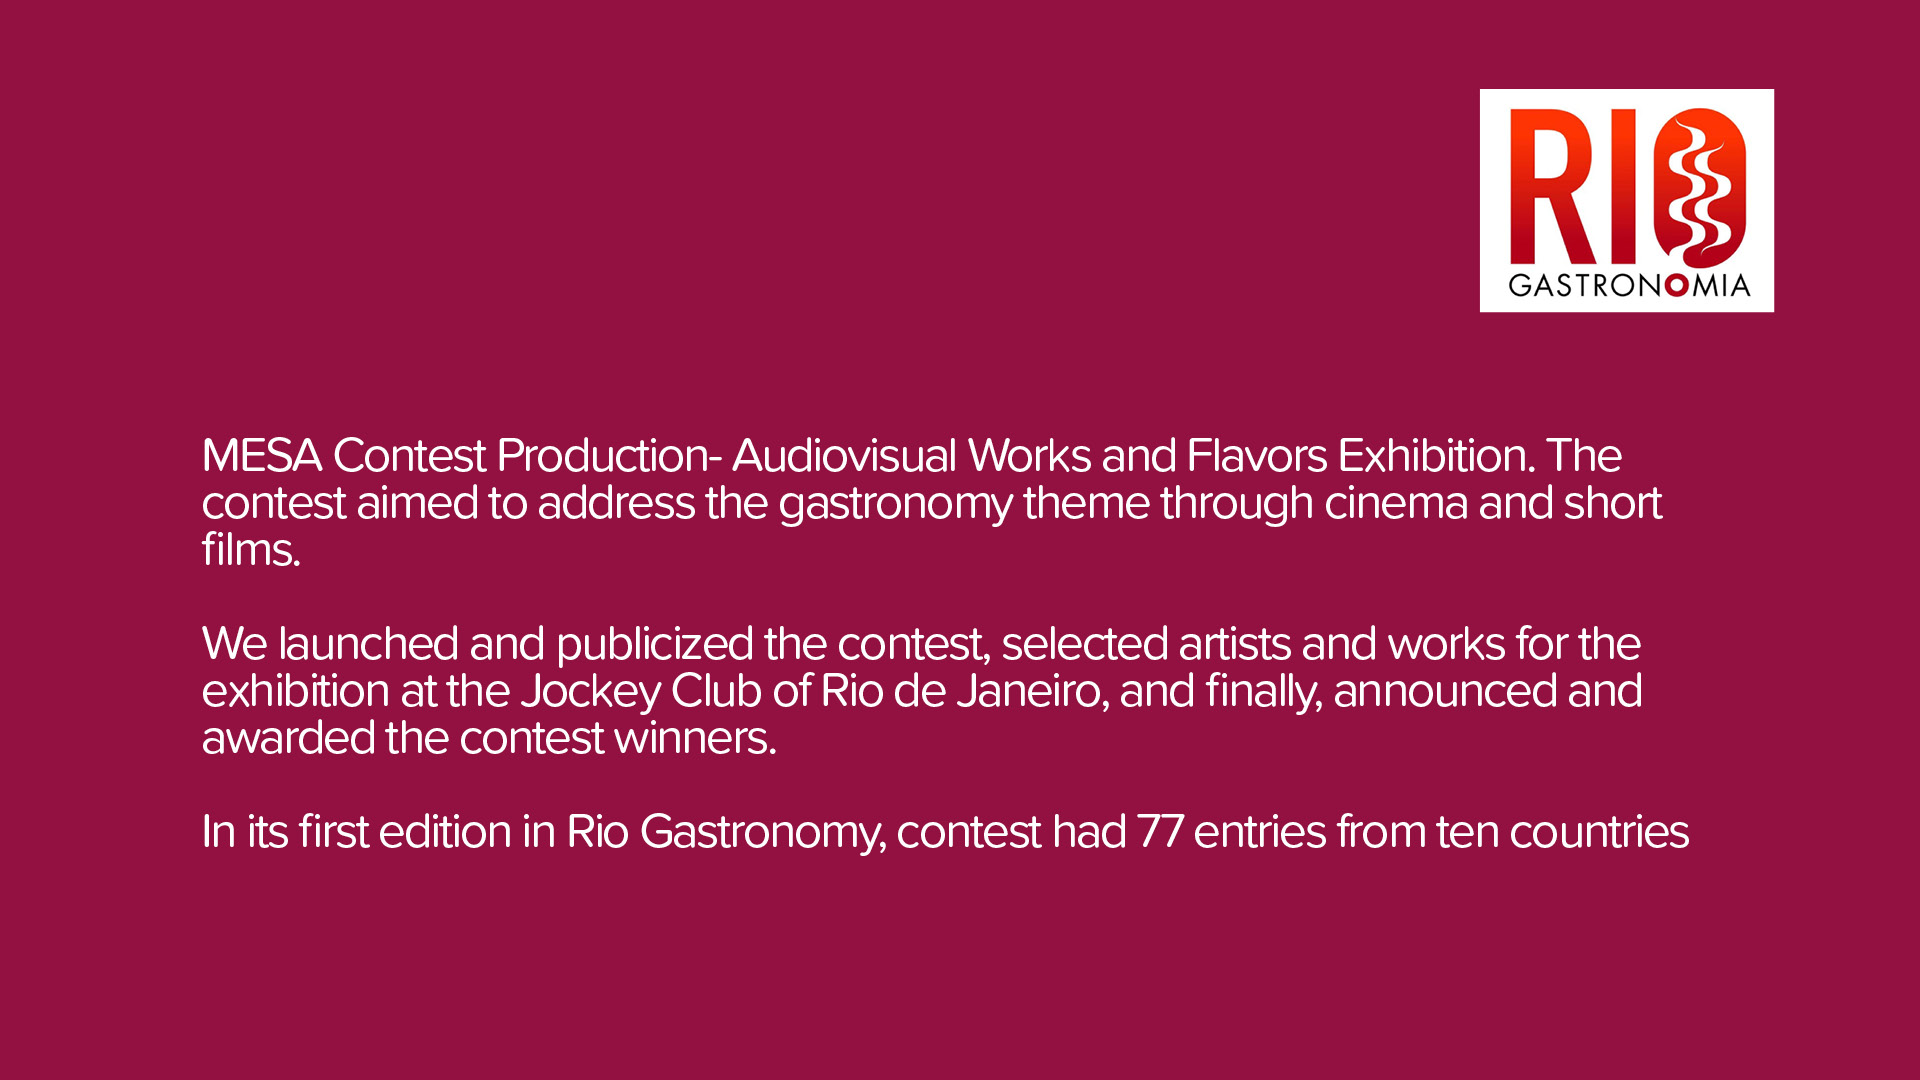 RIO
GASTRONOMIA
MESA Contest Production- Audiovisual Works and Flavors Exhibition. The
contest aimed to address the gastronomy theme through cinema and short
films.
We launched and publicized the contest, selected artists and works for the
exhibition at the Jockey Club of Rio de Janeiro, and finally, announced and
awarded the contest winners.
In its first edition in Rio Gastronomy, contest had 77 entries from ten countries